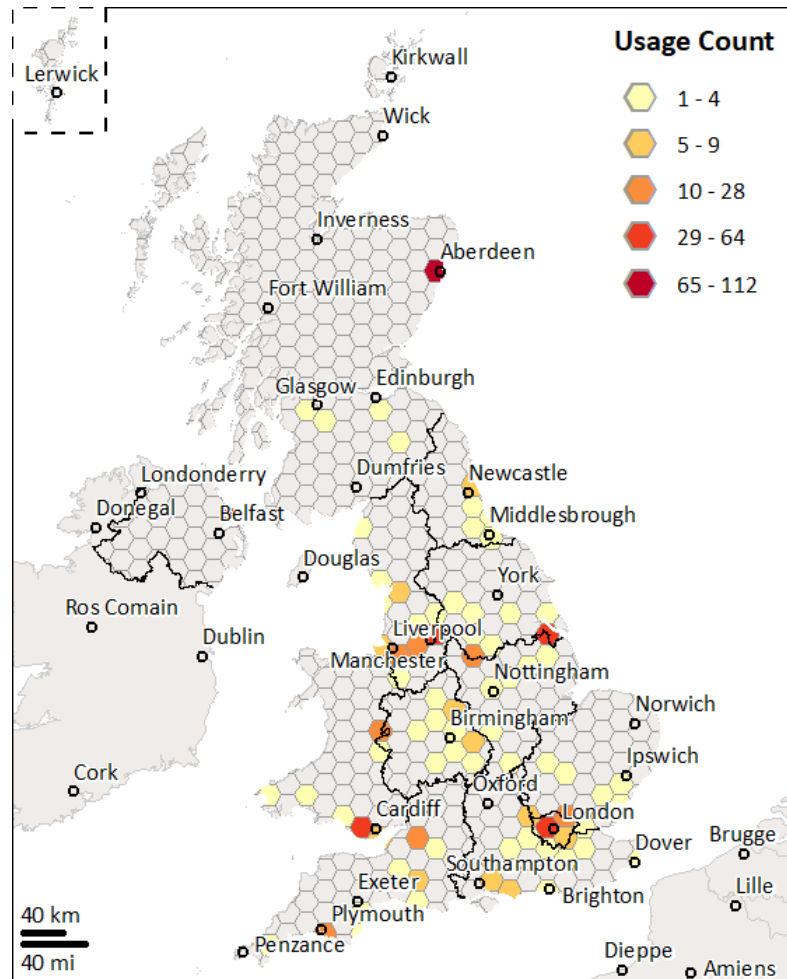 Usage Count
1 - 4
5 - 9
10 - 28
29 - 64
65 - 112
Lerwick
Kirkwall
Wick
Inverness
Aberdeen
Fort William
Glasgow
Edinburgh
Londonderry
Dumfries
Newcastle
Donegal
Belfast
Middlesbrough
Douglas
York
Ros Comain
Liverpool
Dublin
Manchester
Nottingham
Norwich
Birmingham
Ipswich
Cork
Oxford
Cardiff
London
Dover
Brugge
Southampton
Exeter
Brighton
Lille
Plymouth
40 km
Penzance
40 mi
Dieppe
Amiens